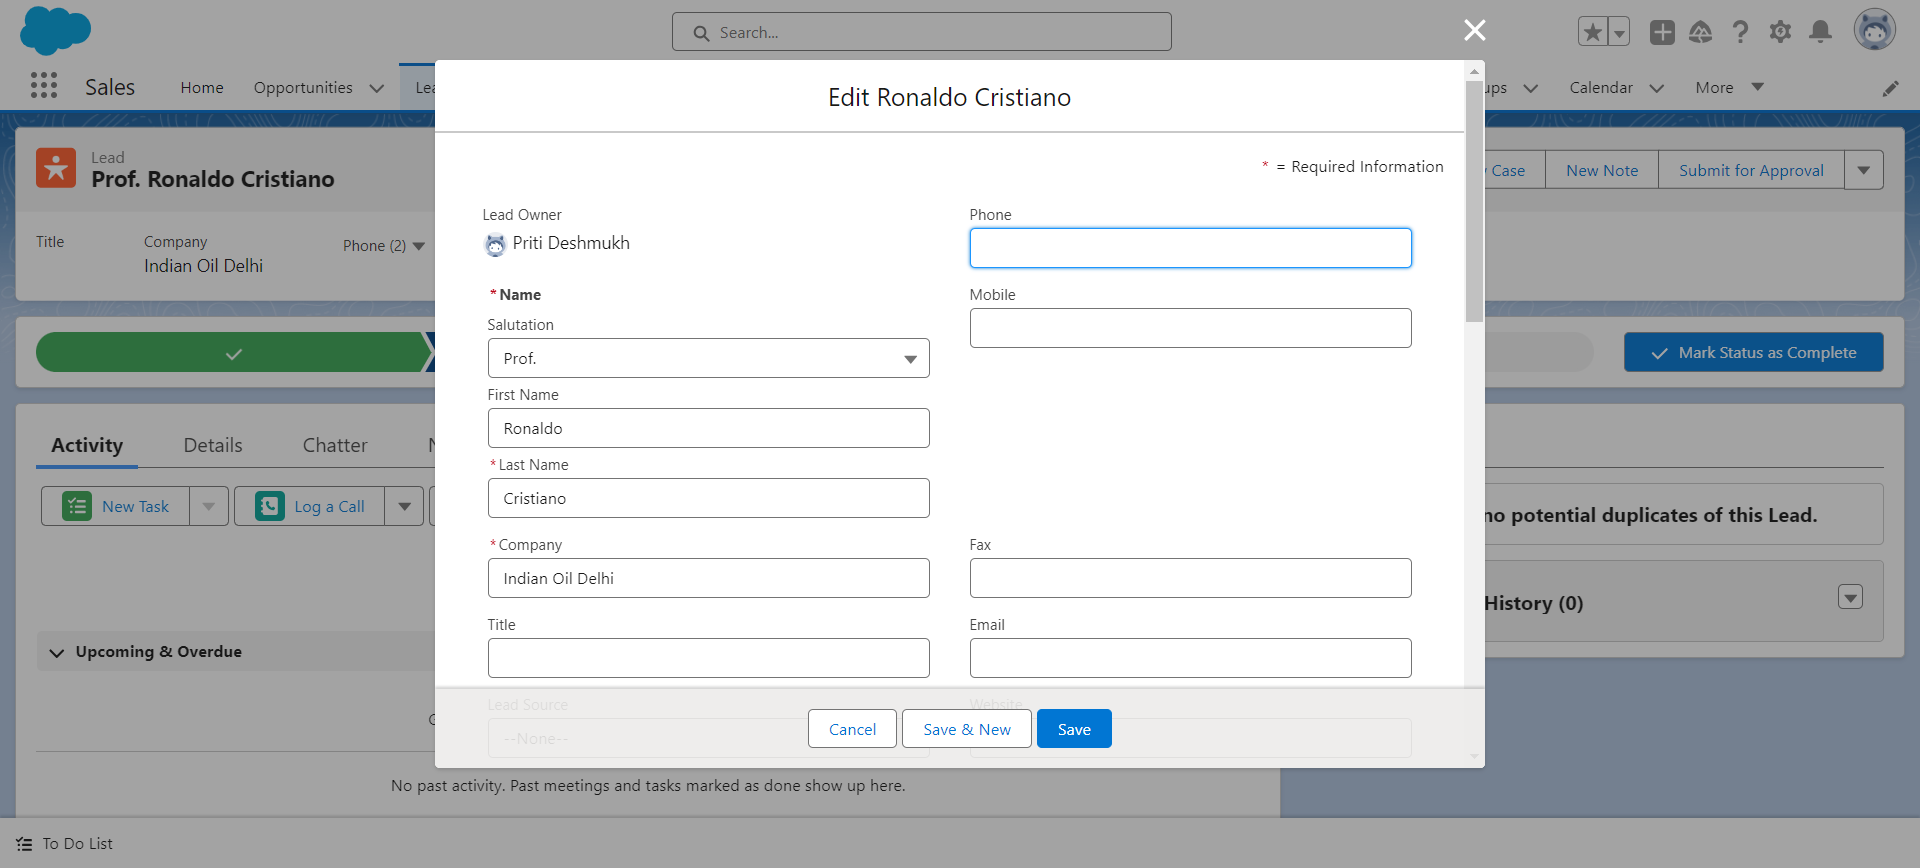 Search...
Sales
Home
Opportunities
Calendar
More
Lead
Prof. Ronaldo Cristiano
Case
New Note
Submit for Approval
Title
Company
Phone (2)
Indian Oil Delhi
Mark Status as Complete
Activity
Details
Chatter
New Task
Log a Call
Upcoming & Overdue
No past activity. Past meetings and tasks marked as done show up here.
no potential duplicates of this Lead.
History (0)
To Do List
Edit Ronaldo Cristiano
* = Required Information
Lead Owner
Priti Deshmukh
Phone
*Name
Mobile
Salutation
Prof.
First Name
Ronaldo
*Last Name
Cristiano
*Company
Indian Oil Delhi
Fax
Title
Email
Lead Source
--None--
Website
Cancel
Save & New
Save